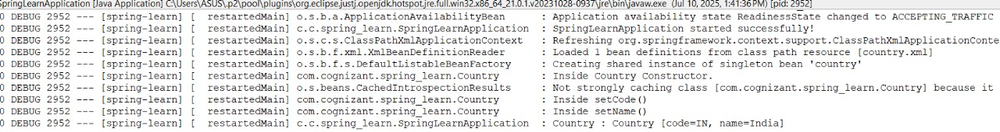 SpringLearnApplication [Java Application] C:\Users\ASUS\.p2\pool\plugins\org.eclipse.justj.openjdk.hotspot.jre.full.win32.x86_64_21.0.1.v20231028-0937\jre\bin\javaw.exe (Jul 10, 2025, 1:41:36 PM) [pid: 2952]
0 DEBUG 2952 --- [spring-learn] [  restartedMain] o.s.b.a.ApplicationAvailabilityBean      : Application availability state ReadinessState changed to ACCEPTING_TRAFFIC
0 DEBUG 2952 --- [spring-learn] [  restartedMain] c.c.spring_learn.SpringLearnApplication  : SpringLearnApplication started successfully!
0 DEBUG 2952 --- [spring-learn] [  restartedMain] o.s.c.s.ClassPathXmlApplicationContext   : Refreshing org.springframework.context.support.ClassPathXmlApplicationConte
0 DEBUG 2952 --- [spring-learn] [  restartedMain] o.s.b.f.xml.XmlBeanDefinitionReader      : Loaded 1 bean definitions from class path resource [country.xml]
0 DEBUG 2952 --- [spring-learn] [  restartedMain] o.s.b.f.s.DefaultListableBeanFactory     : Creating shared instance of singleton bean 'country'
0 DEBUG 2952 --- [spring-learn] [  restartedMain] com.cognizant.spring_learn.Country       : Inside Country Constructor.
0 DEBUG 2952 --- [spring-learn] [  restartedMain] o.s.beans.CachedIntrospectionResults     : Not strongly caching class [com.cognizant.spring_learn.Country] because it
0 DEBUG 2952 --- [spring-learn] [  restartedMain] com.cognizant.spring_learn.Country       : Inside setCode()
0 DEBUG 2952 --- [spring-learn] [  restartedMain] com.cognizant.spring_learn.Country       : Inside setName()
0 DEBUG 2952 --- [spring-learn] [  restartedMain] c.c.spring_learn.SpringLearnApplication  : Country : Country [code=IN, name=India]